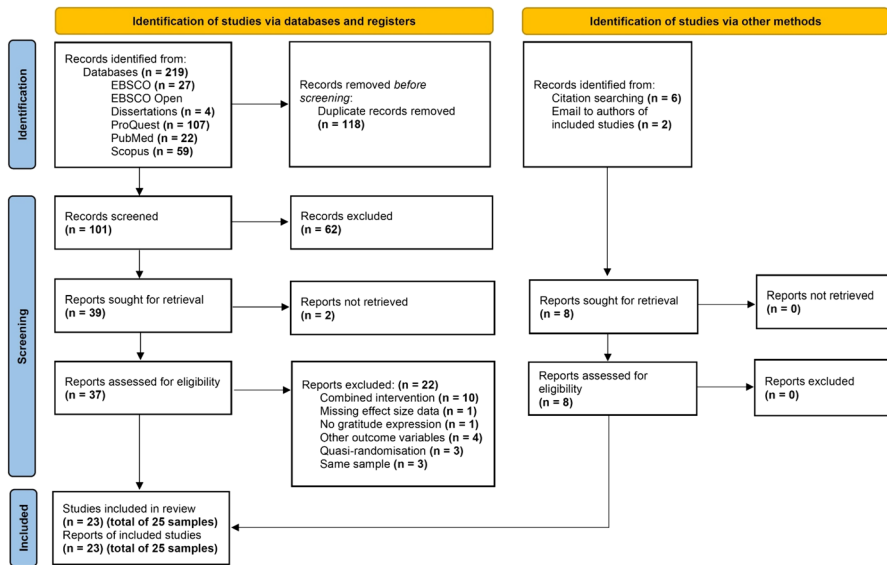 Identification of studies via databases and registers
Identification of studies via other methods
Identification
Records identified from:
Databases (n = 219)
EBSCO (n = 27)
EBSCO Open
Dissertations (n = 4)
ProQuest (n = 107)
PubMed (n = 22)
Scopus (n = 59)
Records removed before
screening:
Duplicate records removed
(n = 118)
Records identified from:
Citation searching (n = 6)
Email to authors of
included studies (n = 2)
Screening
Records screened
(n = 101)
Records excluded
(n = 62)
Reports sought for retrieval
(n = 39)
Reports not retrieved
(n = 2)
Reports sought for retrieval
(n = 8)
Reports not retrieved
(n = 0)
Reports assessed for eligibility
(n = 37)
Reports excluded: (n = 22)
Combined intervention (n = 10)
Missing effect size data (n = 1)
No gratitude expression (n = 1)
Other outcome variables (n = 4)
Quasi-randomisation (n = 3)
Same sample (n = 3)
Reports assessed for
eligibility
(n = 8)
Reports excluded
(n = 0)
Included
Studies included in review
(n = 23) (total of 25 samples)
Reports of included studies
(n = 23) (total of 25 samples)